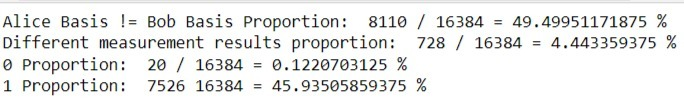 Alice Basis != Bob Basis Proportion:  8110 / 16384 = 49.49951171875 %
Different measurement results proportion:  728 / 16384 = 4.443359375 %
0 Proportion:  20 / 16384 = 0.1220703125 %
1 Proportion:  7526 16384 = 45.93505859375 %